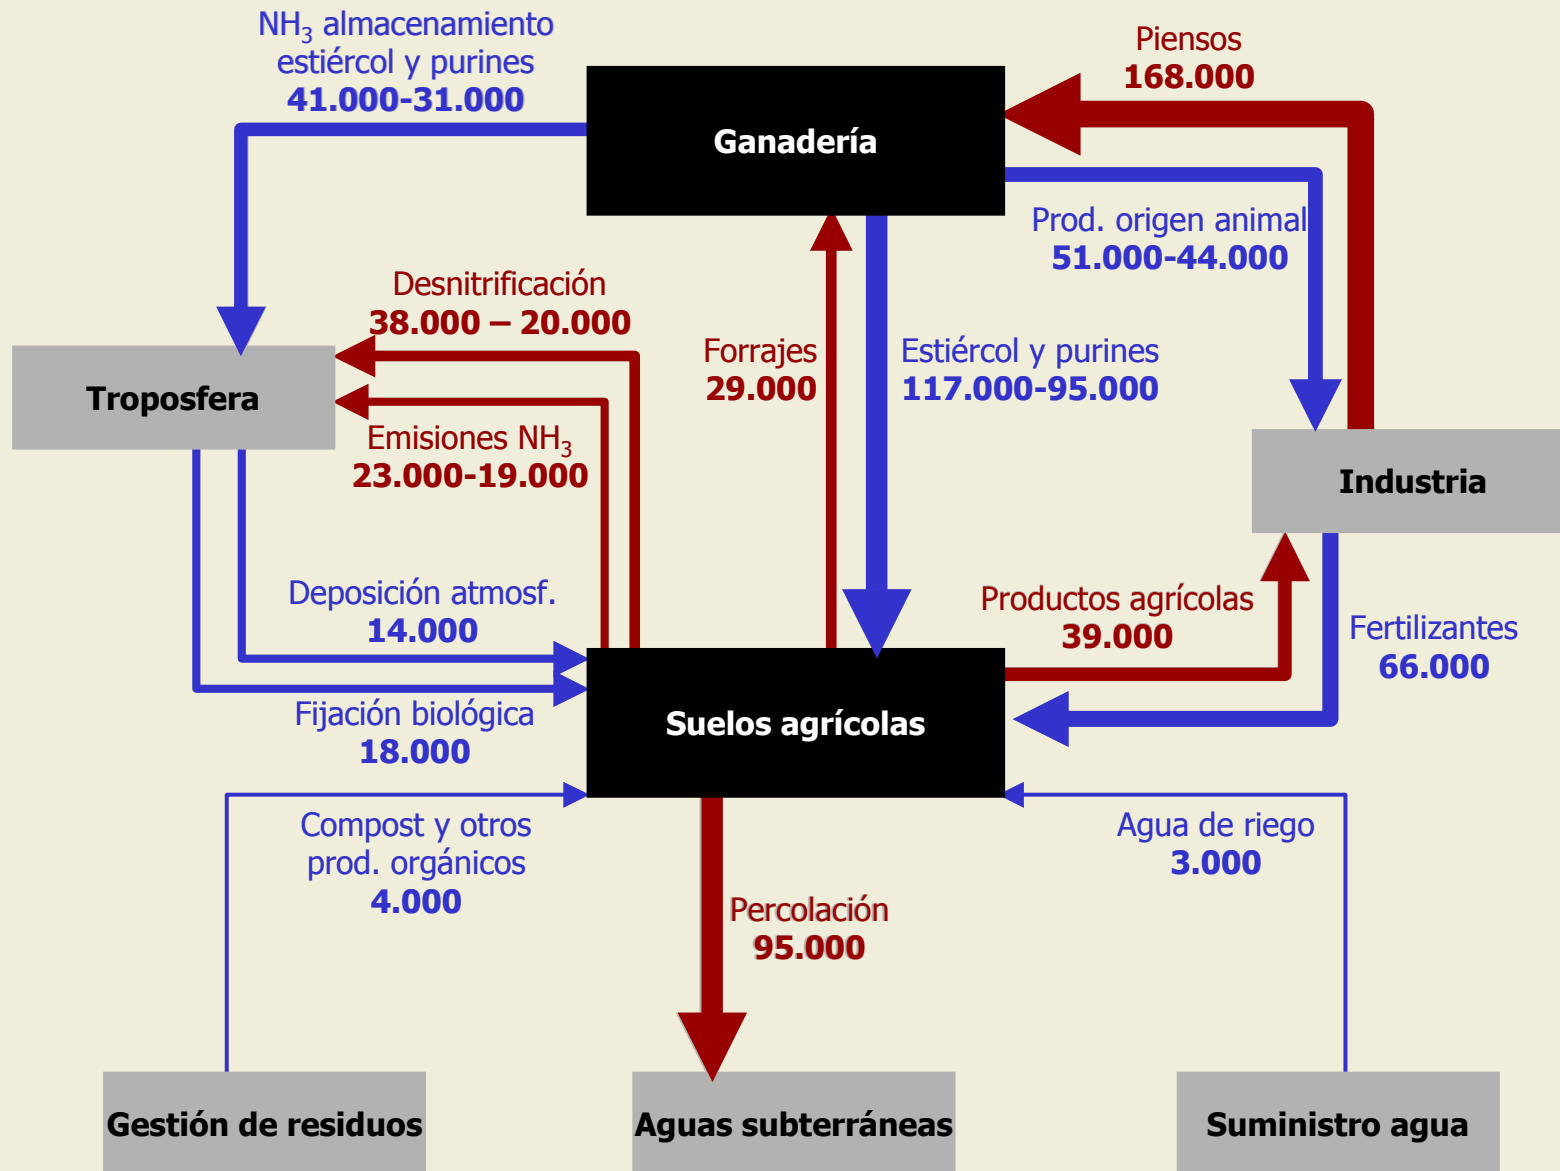 NH₃ almacenamiento
estiércol y purines
41.000-31.000
Piensos
168.000
Ganadería
Prod. origen animal
51.000-44.000
Desnitrificación
38.000 – 20.000
Forrajes
29.000
Estiércol y purines
117.000-95.000
Troposfera
Emisiones NH₃
23.000-19.000
Industria
Deposición atmosf.
14.000
Productos agrícolas
39.000
Fertilizantes
66.000
Fijación biológica
18.000
Suelos agrícolas
Compost y otros
prod. orgánicos
4.000
Agua de riego
3.000
Percolación
95.000
Gestión de residuos
Aguas subterráneas
Suministro agua